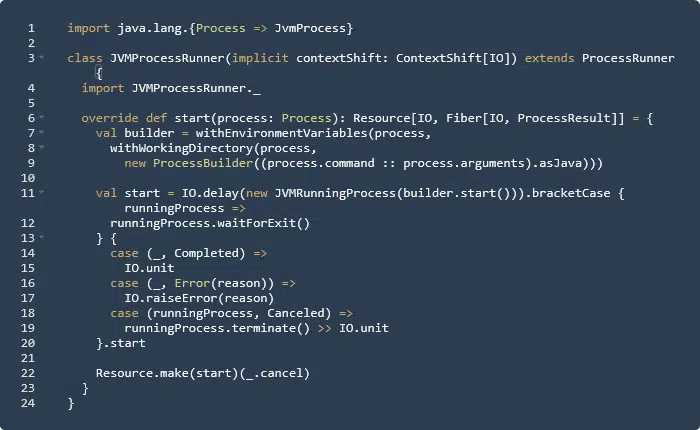 1 import java.lang.{Process => JvmProcess}
2
3 class JVMProcessRunner(implicit contextShift: ContextShift[IO]) extends ProcessRunner
{
4 import JVMProcessRunner._
5
6 override def start(process: Process): Resource[IO, Fiber[IO, ProcessResult]] = {
7 val builder = withEnvironmentVariables(process,
8 withWorkingDirectory(process,
9 new ProcessBuilder((process.command :: process.arguments).asJava)))
10
11 val start = IO.delay(new JVMRunningProcess(builder.start())).bracketCase {
runningProcess =>
12 runningProcess.waitForExit()
13 } {
14 case (_, Completed) =>
15 IO.unit
16 case (_, Error(reason)) =>
17 IO.raiseError(reason)
18 case (runningProcess, Canceled) =>
19 runningProcess.terminate() >> IO.unit
20 }.start
21
22 Resource.make(start)(_.cancel)
23 }
24 }